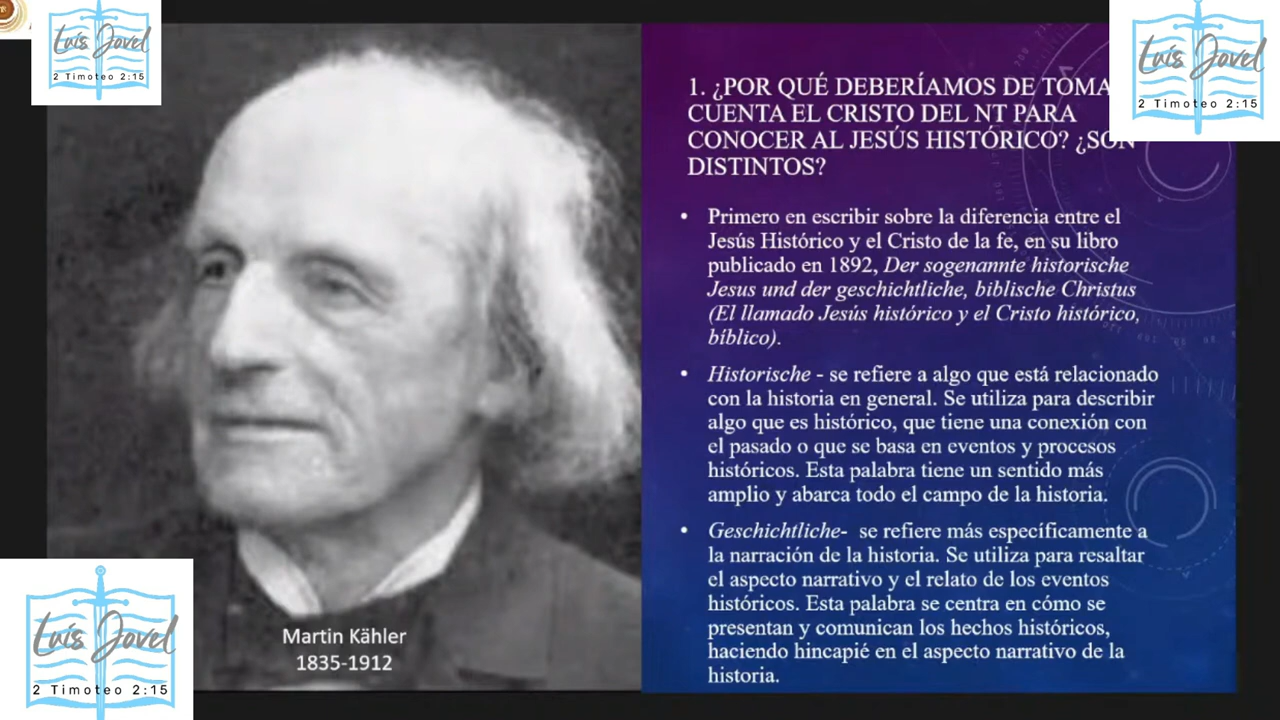 Luis Jovel
2 Timoteo 2:15
Luis Jovel
2 Timoteo 2:15
1. ¿POR QUÉ DEBERÍAMOS DE TOMA
CUENTA EL CRISTO DEL NT PARA
CONOCER AL JESÚS HISTÓRICO? ¿SON
DISTINTOS?
• Primero en escribir sobre la diferencia entre el
Jesús Histórico y el Cristo de la fe, en su libro
publicado en 1892, Der sogenannte historische
Jesus und der geschichtliche, biblische Christus
(El llamado Jesús histórico y el Cristo histórico,
bíblico).
• Historische - se refiere a algo que está relacionado
con la historia en general. Se utiliza para describir
algo que es histórico, que tiene una conexión con
el pasado o que se basa en eventos y procesos
históricos. Esta palabra tiene un sentido más
amplio y abarca todo el campo de la historia.
• Geschichtliche- se refiere más específicamente a
la narración de la historia. Se utiliza para resaltar
el aspecto narrativo y el relato de los eventos
históricos. Esta palabra se centra en cómo se
presentan y comunican los hechos históricos,
haciendo hincapié en el aspecto narrativo de la
historia.
Martin Kähler
1835-1912
Luis Jovel
2 Timoteo 2:15